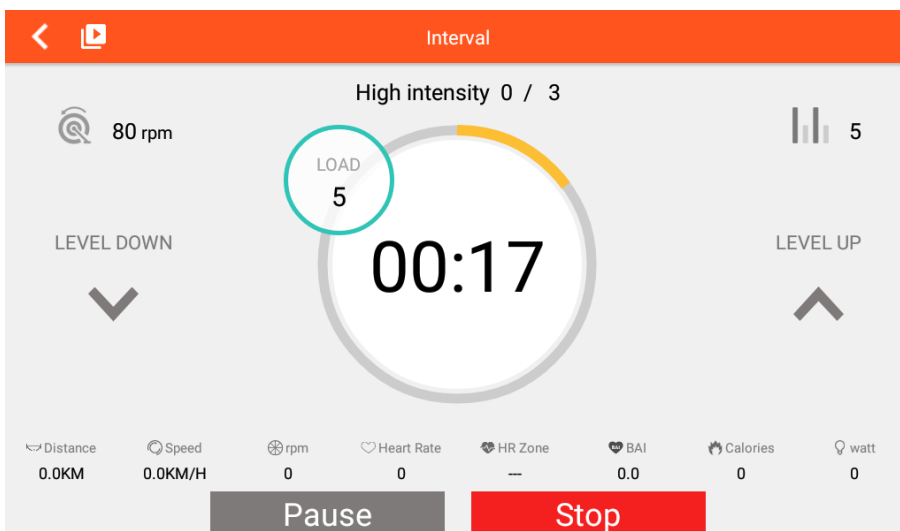 Interval
High intensity 0 / 3
80 rpm
5
LOAD
5
LEVEL DOWN
00:17
LEVEL UP
Distance Speed rpm Heart Rate HR Zone BAI Calories watt
0.0KM 0.0KM/H 0 0 --- 0.0 0 0
Pause Stop